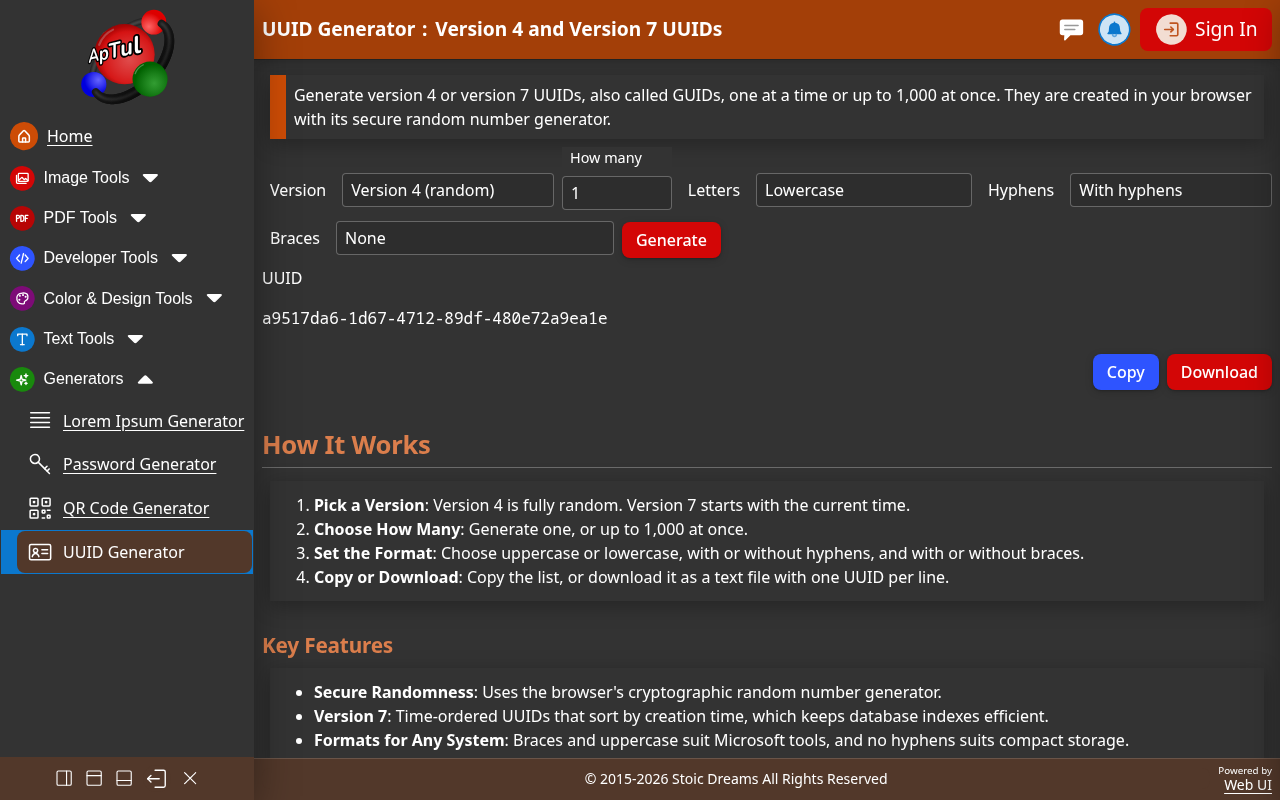 ApTul
Home
Image Tools
PDF
PDF Tools
Developer Tools
Color & Design Tools
Text Tools
Generators
Lorem Ipsum Generator
Password Generator
QR Code Generator
UUID Generator
UUID Generator : Version 4 and Version 7 UUIDs
Sign In
Generate version 4 or version 7 UUIDs, also called GUIDs, one at a time or up to 1,000 at once. They are created in your browser
with its secure random number generator.
How many
Version Version 4 (random) 1 Letters Lowercase Hyphens With hyphens
Braces None Generate
UUID
a9517da6-1d67-4712-89df-480e72a9ea1e
Copy Download
How It Works
1. Pick a Version: Version 4 is fully random. Version 7 starts with the current time.
2. Choose How Many: Generate one, or up to 1,000 at once.
3. Set the Format: Choose uppercase or lowercase, with or without hyphens, and with or without braces.
4. Copy or Download: Copy the list, or download it as a text file with one UUID per line.
Key Features
• Secure Randomness: Uses the browser's cryptographic random number generator.
• Version 7: Time-ordered UUIDs that sort by creation time, which keeps database indexes efficient.
• Formats for Any System: Braces and uppercase suit Microsoft tools, and no hyphens suits compact storage.
© 2015-2026 Stoic Dreams All Rights Reserved
Powered by
Web UI